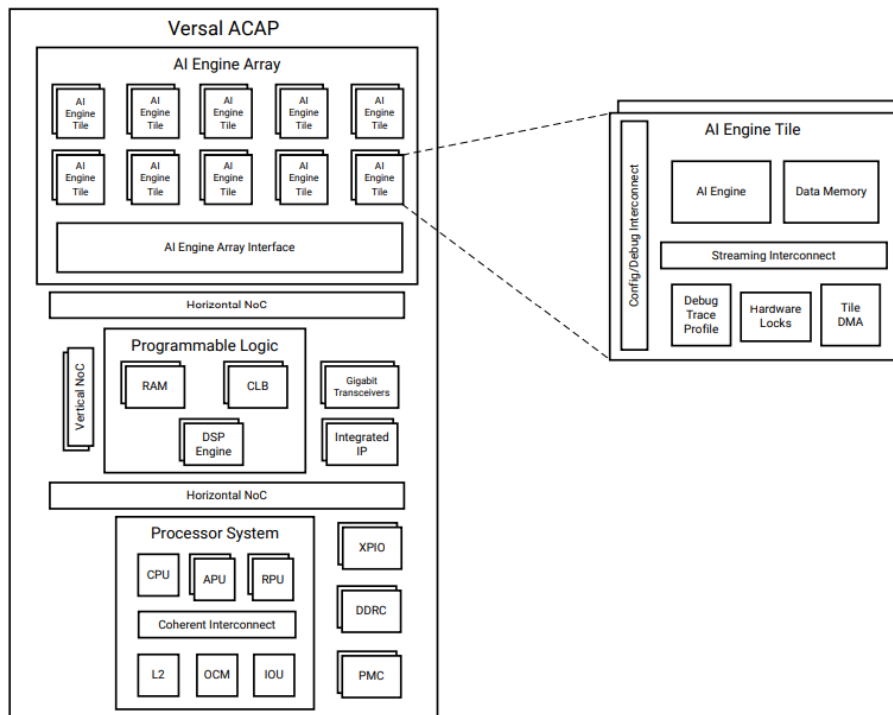 Versal ACAP
AI Engine Array
AI
Engine
Tile
AI
Engine
Tile
AI
Engine
Tile
AI
Engine
Tile
AI
Engine
Tile
AI
Engine
Tile
AI
Engine
Tile
AI
Engine
Tile
AI
Engine
Tile
AI
Engine
Tile
AI Engine Array Interface
Horizontal NoC
Vertical NoC
Programmable Logic
RAM
CLB
DSP
Engine
Gigabit
Transceivers
Integrated
IP
Horizontal NoC
Processor System
CPU
APU
RPU
Coherent Interconnect
L2
OCM
IOU
XPIO
DDRC
PMC
AI Engine Tile
Config/Debug Interconnect
AI Engine
Data Memory
Streaming Interconnect
Debug
Trace
Profile
Hardware
Locks
Tile
DMA